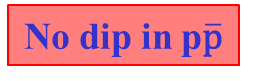 No dip in pp̅